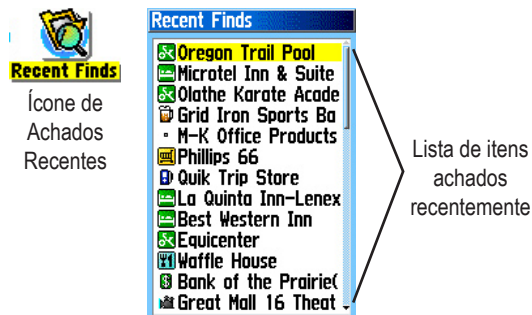 Recent Finds
Ícone de
Achados
Recentes
Recent Finds
Oregon Trail Pool
Microtel Inn & Suite
Olathe Karate Acade
Grid Iron Sports Ba
M-K Office Products
Phillips 66
Quik Trip Store
La Quinta Inn-Lenex
Best Western Inn
Equicenter
Waffle House
Bank of the Prairie(
Great Mall 16 Theat
Lista de itens
achados
recentemente